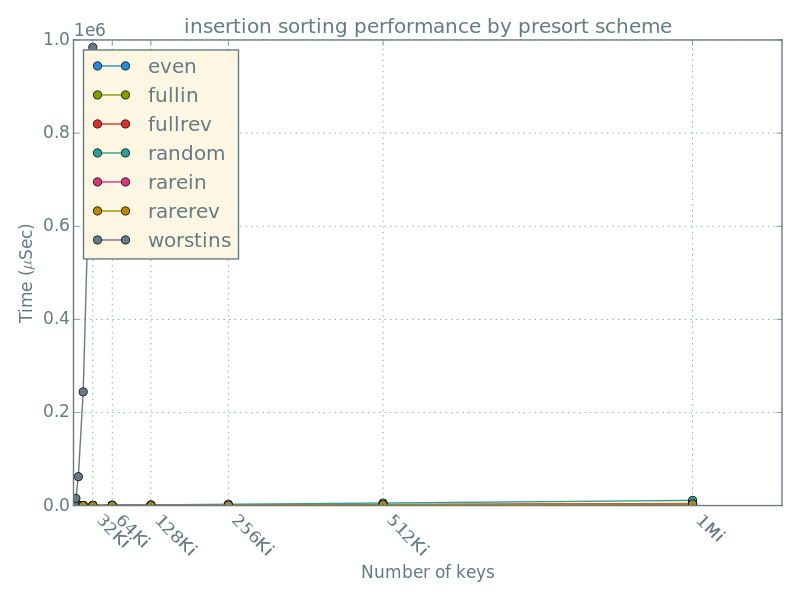 insertion sorting performance by presort scheme
1e6
1.0
0.8
0.6
0.4
0.2
0.0
Time (μSec)
even
fullin
fullrev
random
rarein
rarerev
worstins
32Ki
64Ki
128Ki
256Ki
512Ki
1Mi
Number of keys